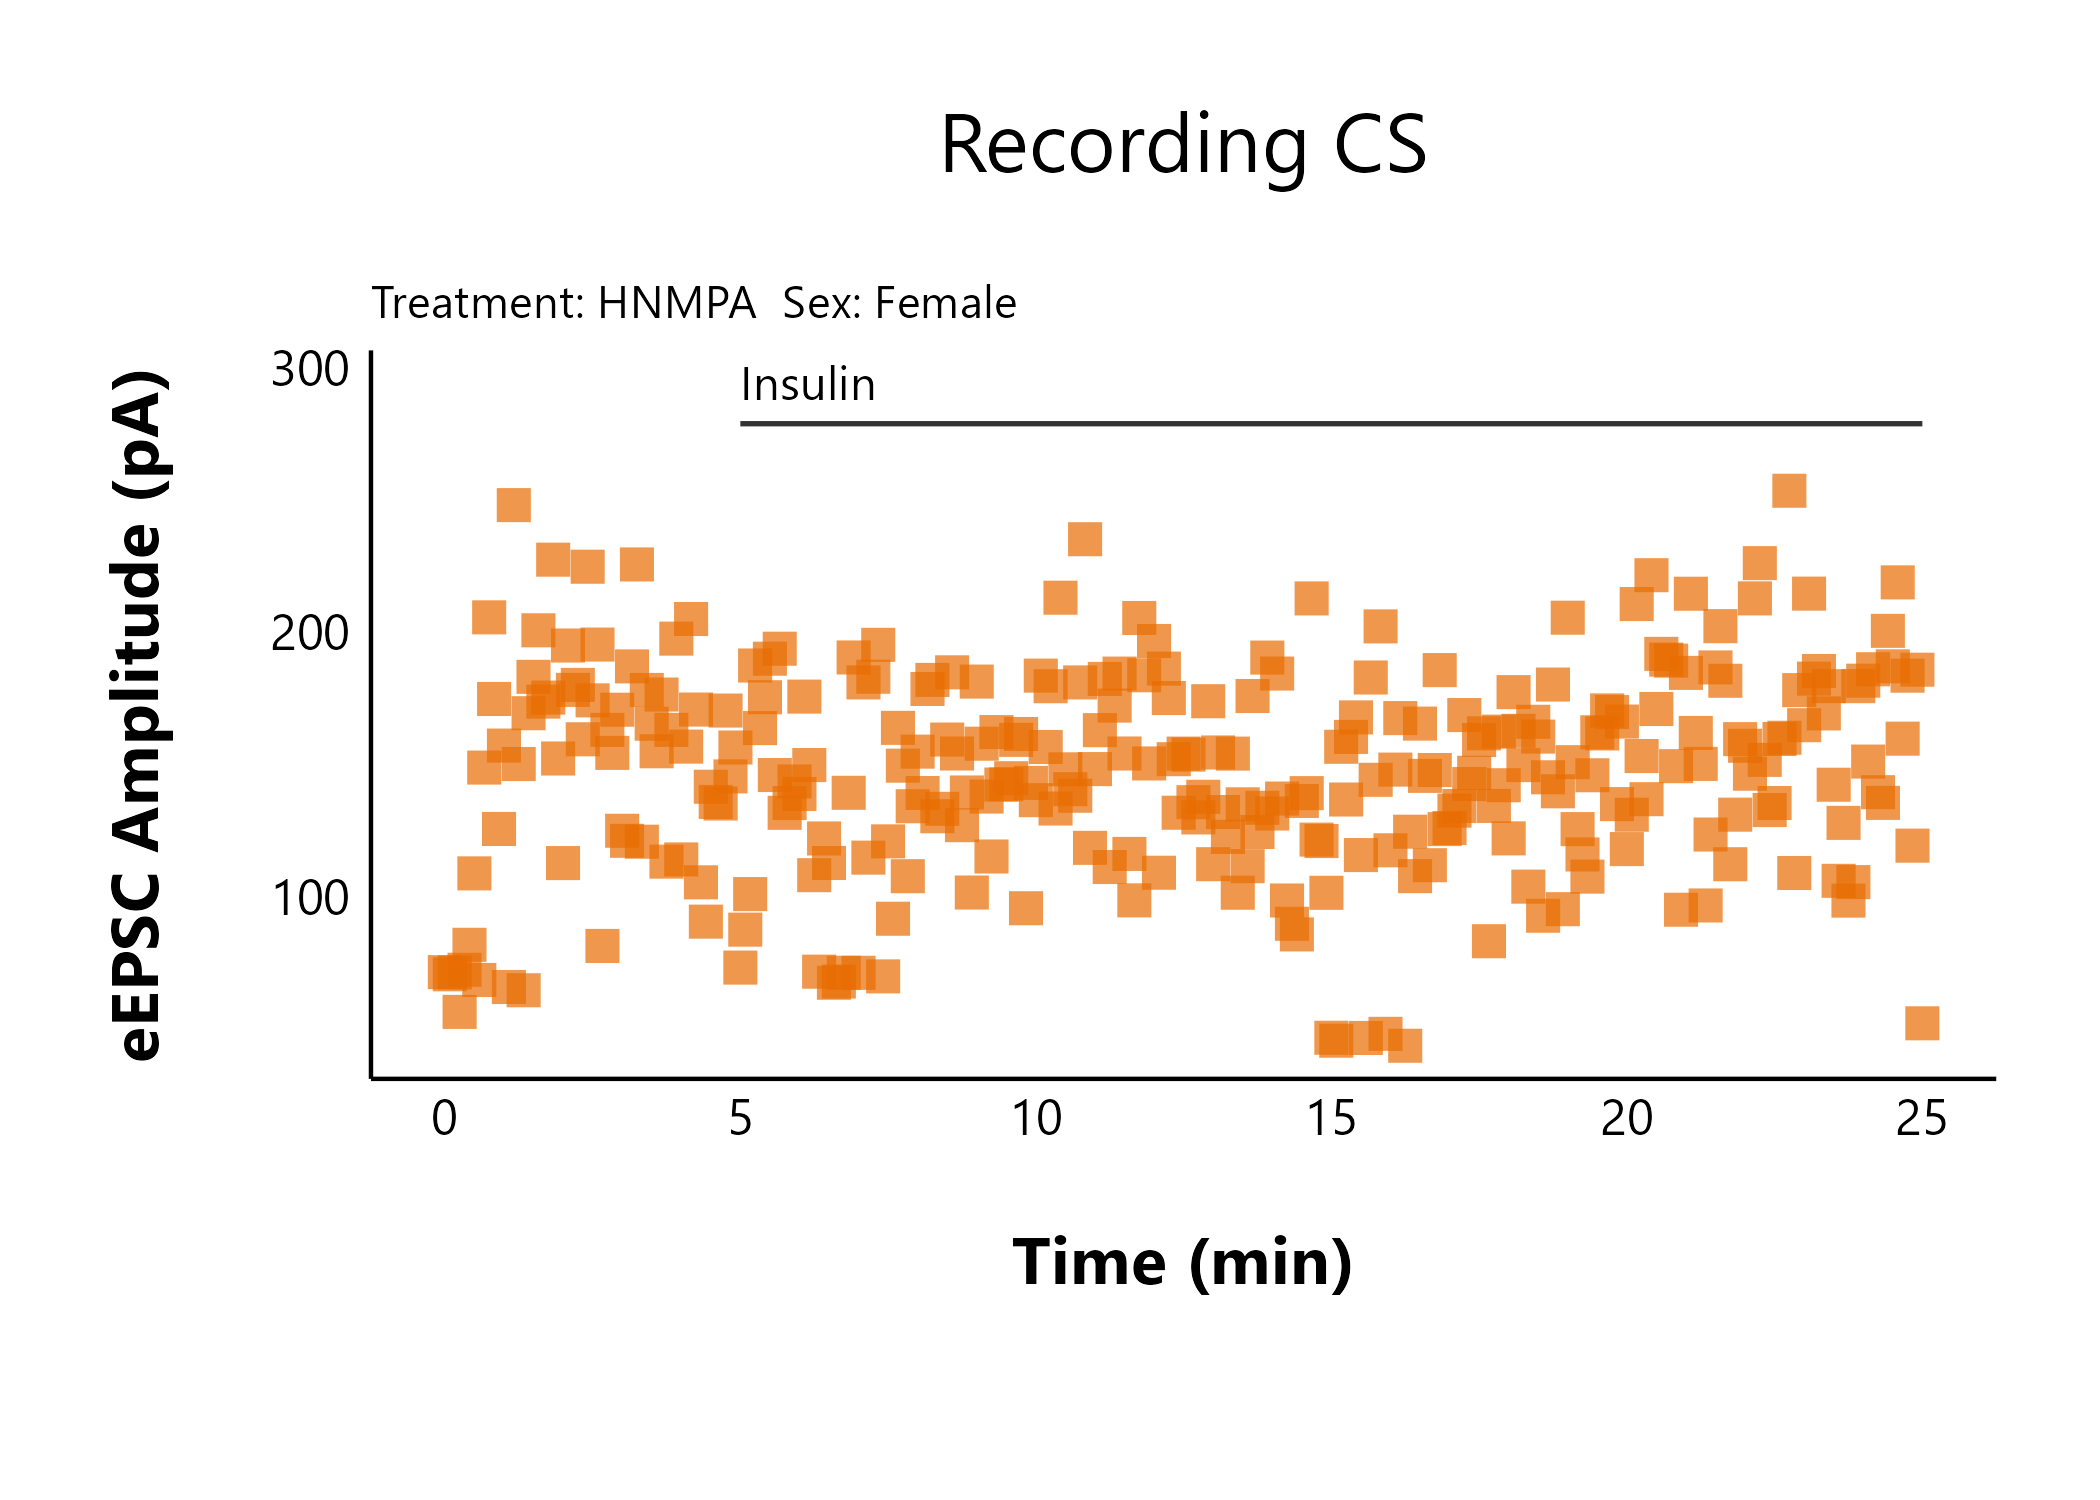 Recording CS
Treatment: HNMPA  Sex: Female
Insulin
eEPSC Amplitude (pA)
300
200
100
0 5 10 15 20 25
Time (min)